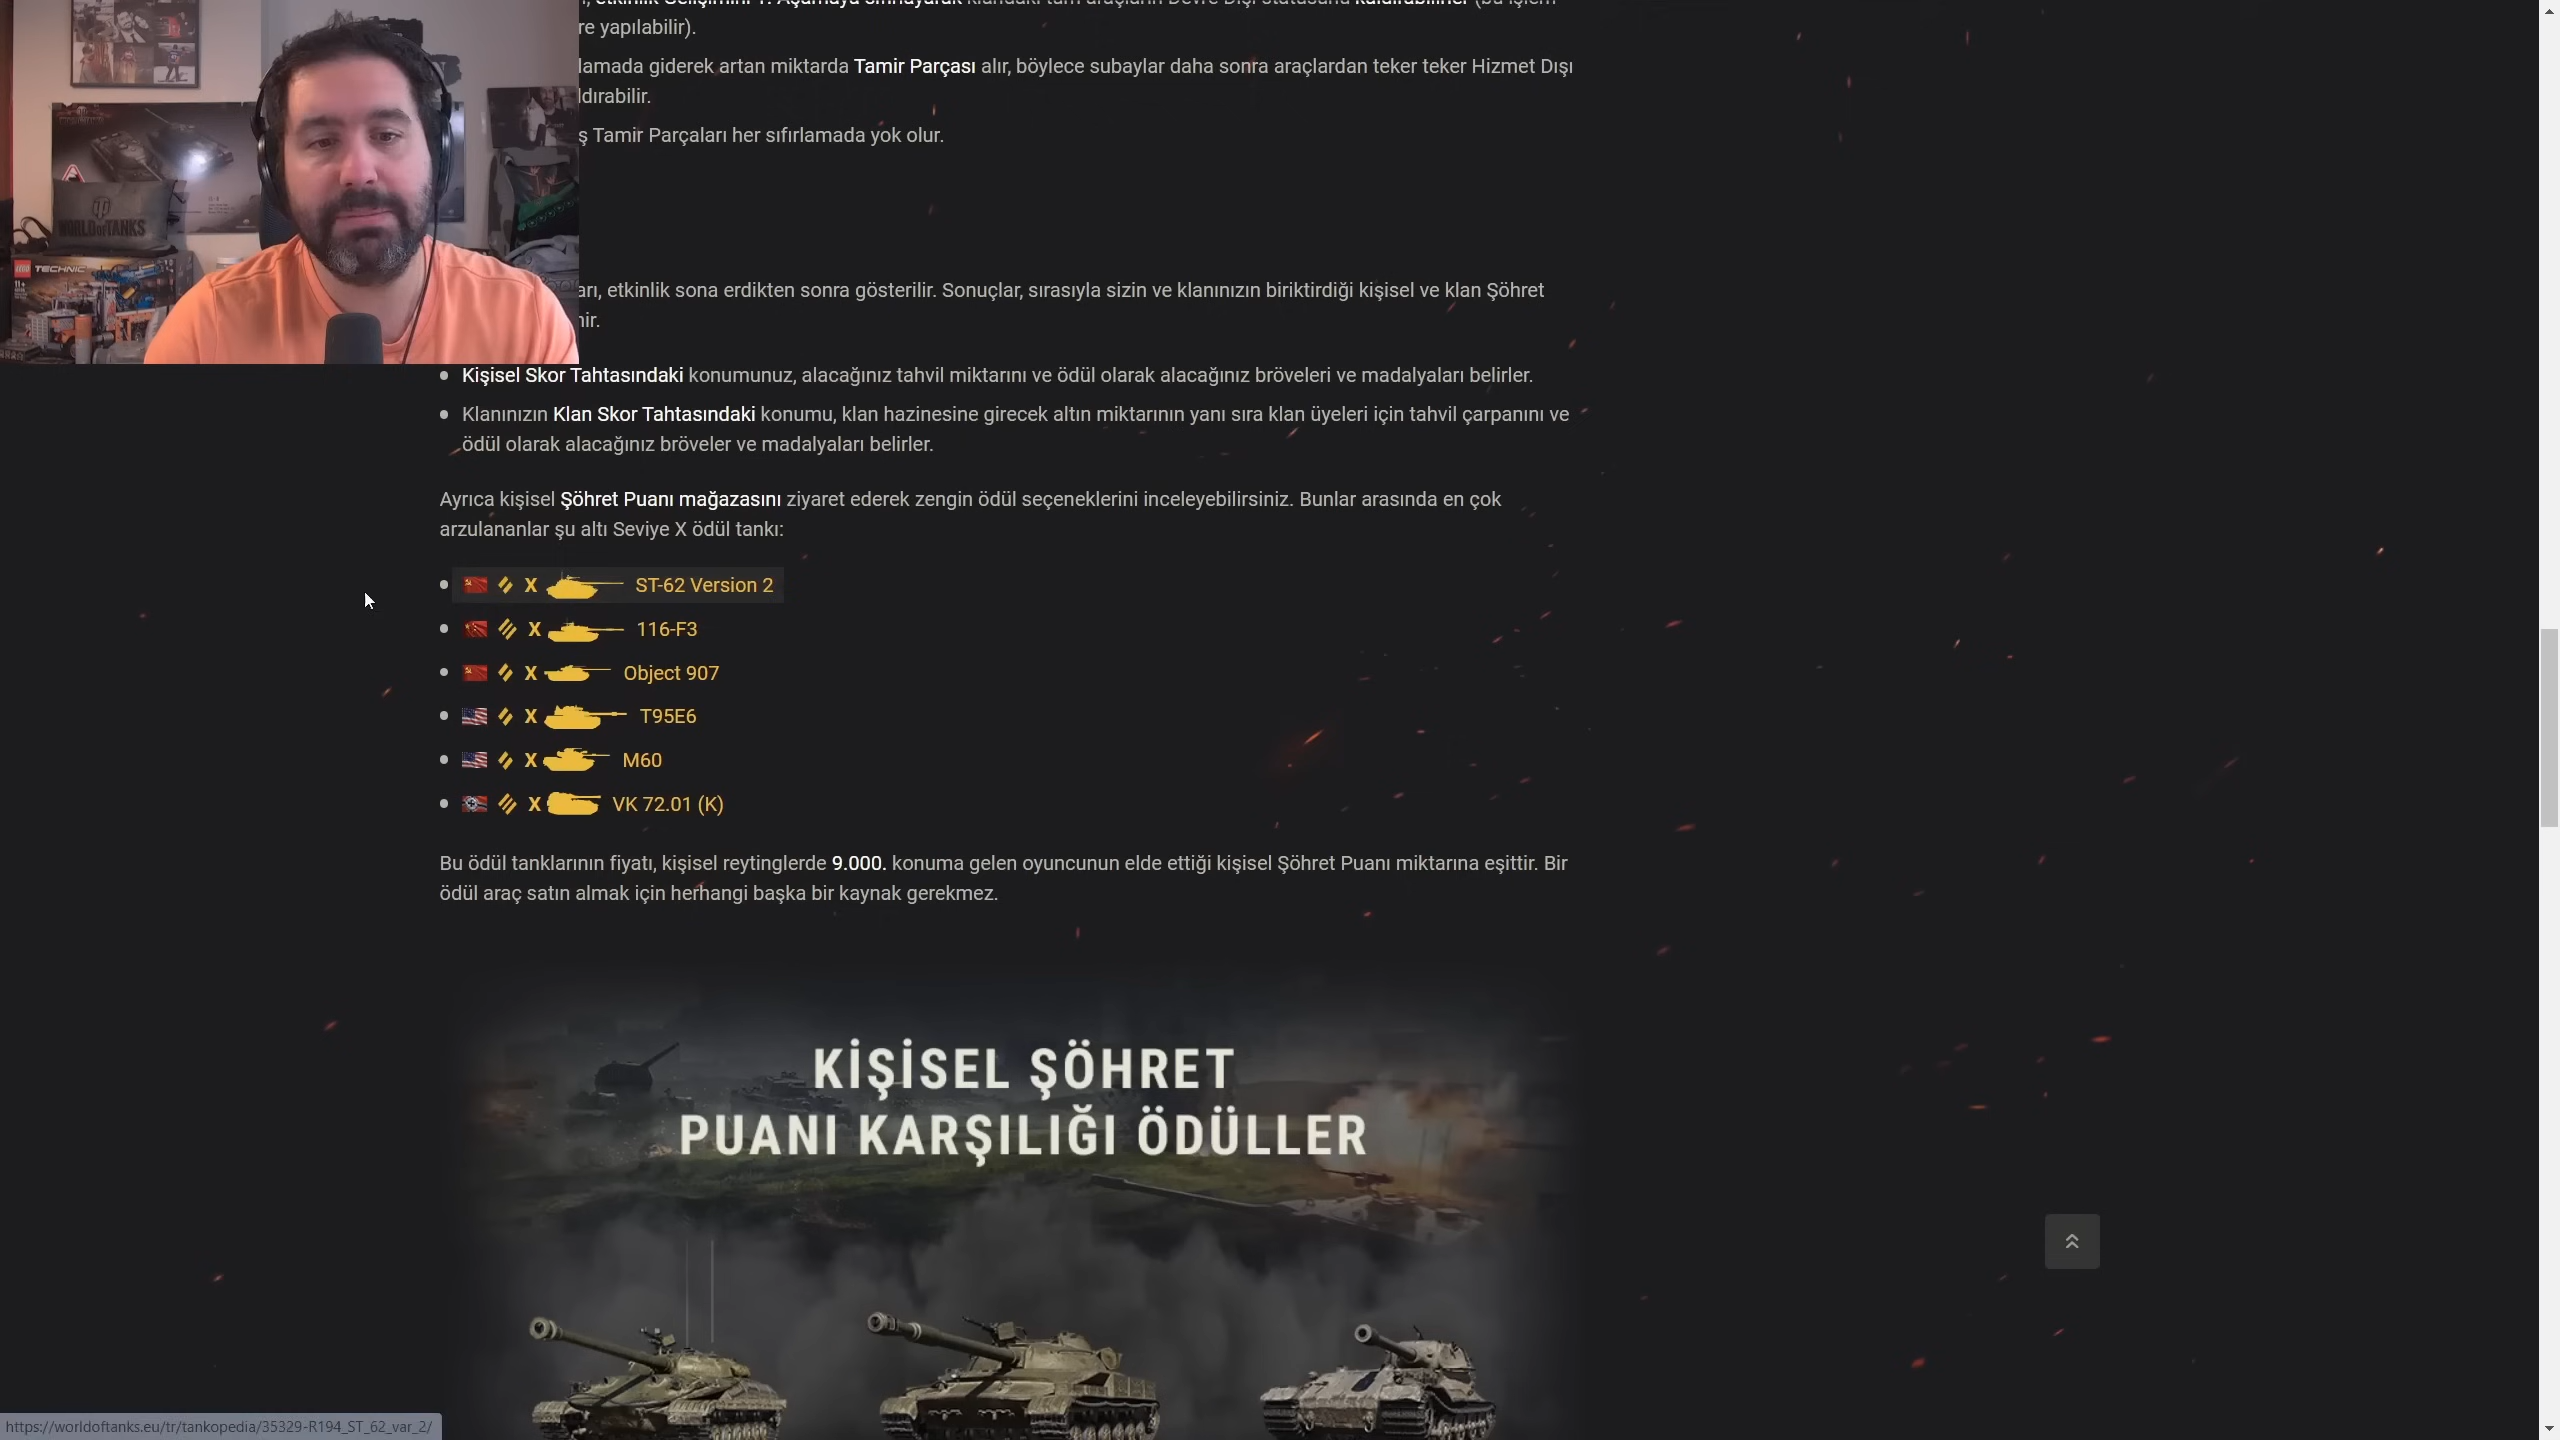 re yapılabilir).
lamada giderek artan miktarda Tamir Parçası alır, böylece subaylar daha sonra araçlardan teker teker Hizmet Dışı
ldırabilir.
ş Tamir Parçaları her sıfırlamada yok olur.
WORLD OF TANKS
LEGO TECHNIC
11+
arı, etkinlik sona erdikten sonra gösterilir. Sonuçlar, sırasıyla sizin ve klanınızın biriktirdiği kişisel ve klan Şöhret
nir.
Kişisel Skor Tahtasındaki konumunuz, alacağınız tahvil miktarını ve ödül olarak alacağınız bröveleri ve madalyaları belirler.
Klanınızın Klan Skor Tahtasındaki konumu, klan hazinesine girecek altın miktarının yanı sıra klan üyeleri için tahvil çarpanını ve
ödül olarak alacağınız bröveler ve madalyaları belirler.
Ayrıca kişisel Şöhret Puanı mağazasını ziyaret ederek zengin ödül seçeneklerini inceleyebilirsiniz. Bunlar arasında en çok
arzulananlar şu altı Seviye X ödül tankı:
X ST-62 Version 2
X 116-F3
X Object 907
X T95E6
X M60
X VK 72.01 (K)
Bu ödül tanklarının fiyatı, kişisel reytinglerde 9.000. konuma gelen oyuncunun elde ettiği kişisel Şöhret Puanı miktarına eşittir. Bir
ödül araç satın almak için herhangi başka bir kaynak gerekmez.
KİŞİSEL ŞÖHRET
PUANI KARŞILIĞI ÖDÜLLER
https://worldoftanks.eu/tr/tankopedia/35329-R194_ST_62_var_2/